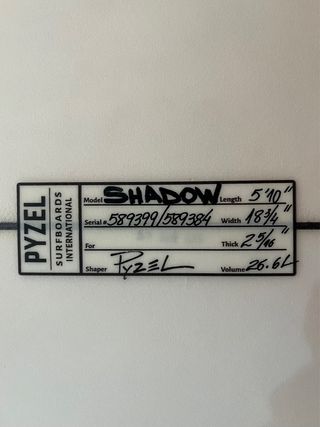 PYZEL
SURFBOARDS
INTERNATIONAL
Model SHADOW Length 5'10"
Serial # 589399/589384 Width 18 3/4"
For Thick 2 5/16"
Shaper PYZEL Volume 26.6L